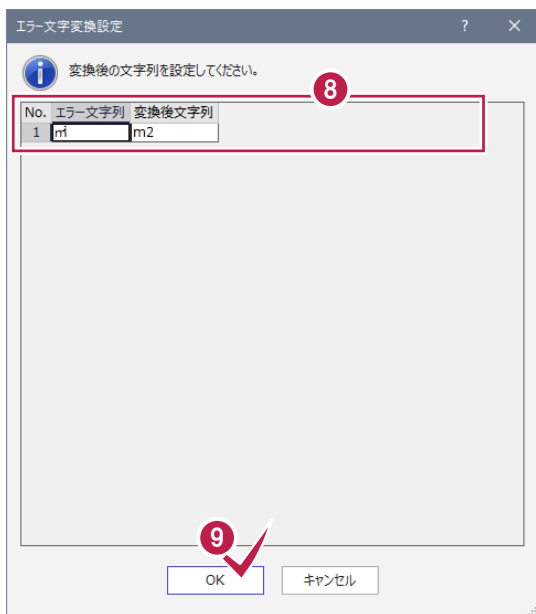 エラー文字変換設定 ? ×
i 変換後の文字列を設定してください。
8
No. エラー文字列 変換後文字列
1 ㎡ m2
9
OK キャンセル